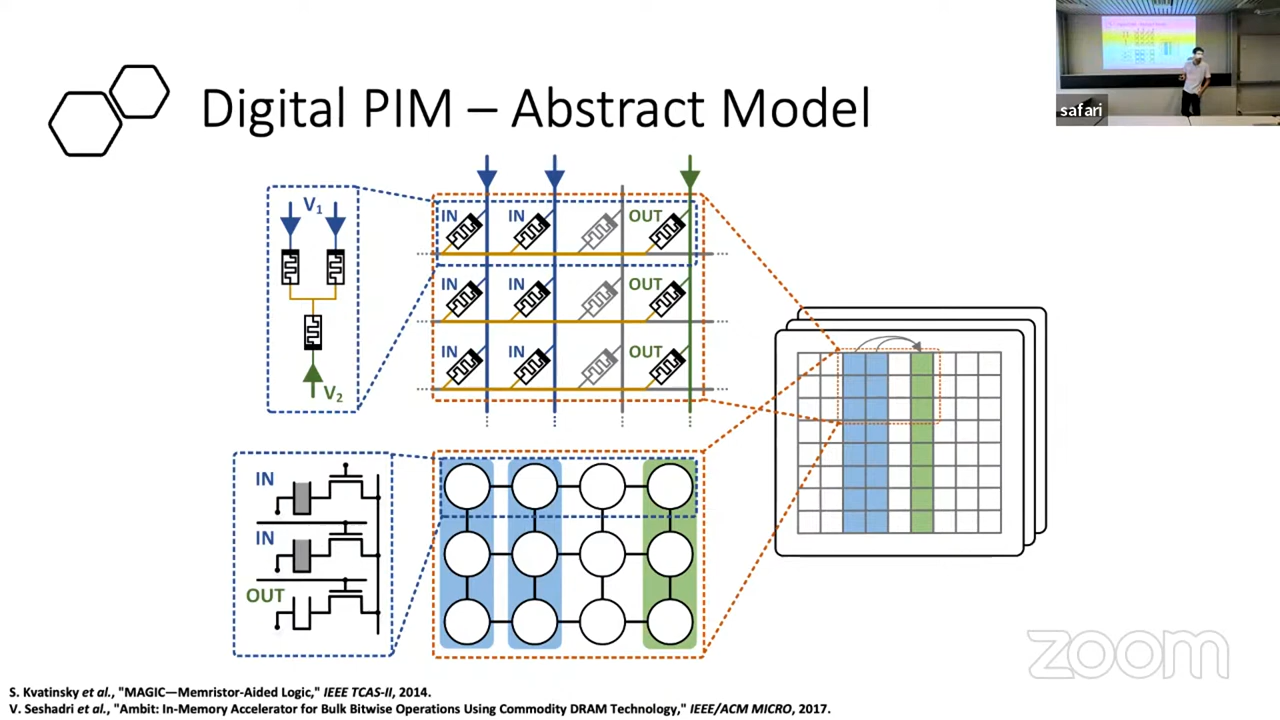 safari
Digital PIM – Abstract Model
V1
V2
IN IN OUT
IN IN OUT
IN IN OUT
IN
IN
OUT
zoom
S. Kvatinsky et al., "MAGIC—Memristor-Aided Logic," IEEE TCAS-II, 2014.
V. Seshadri et al., "Ambit: In-Memory Accelerator for Bulk Bitwise Operations Using Commodity DRAM Technology," IEEE/ACM MICRO, 2017.